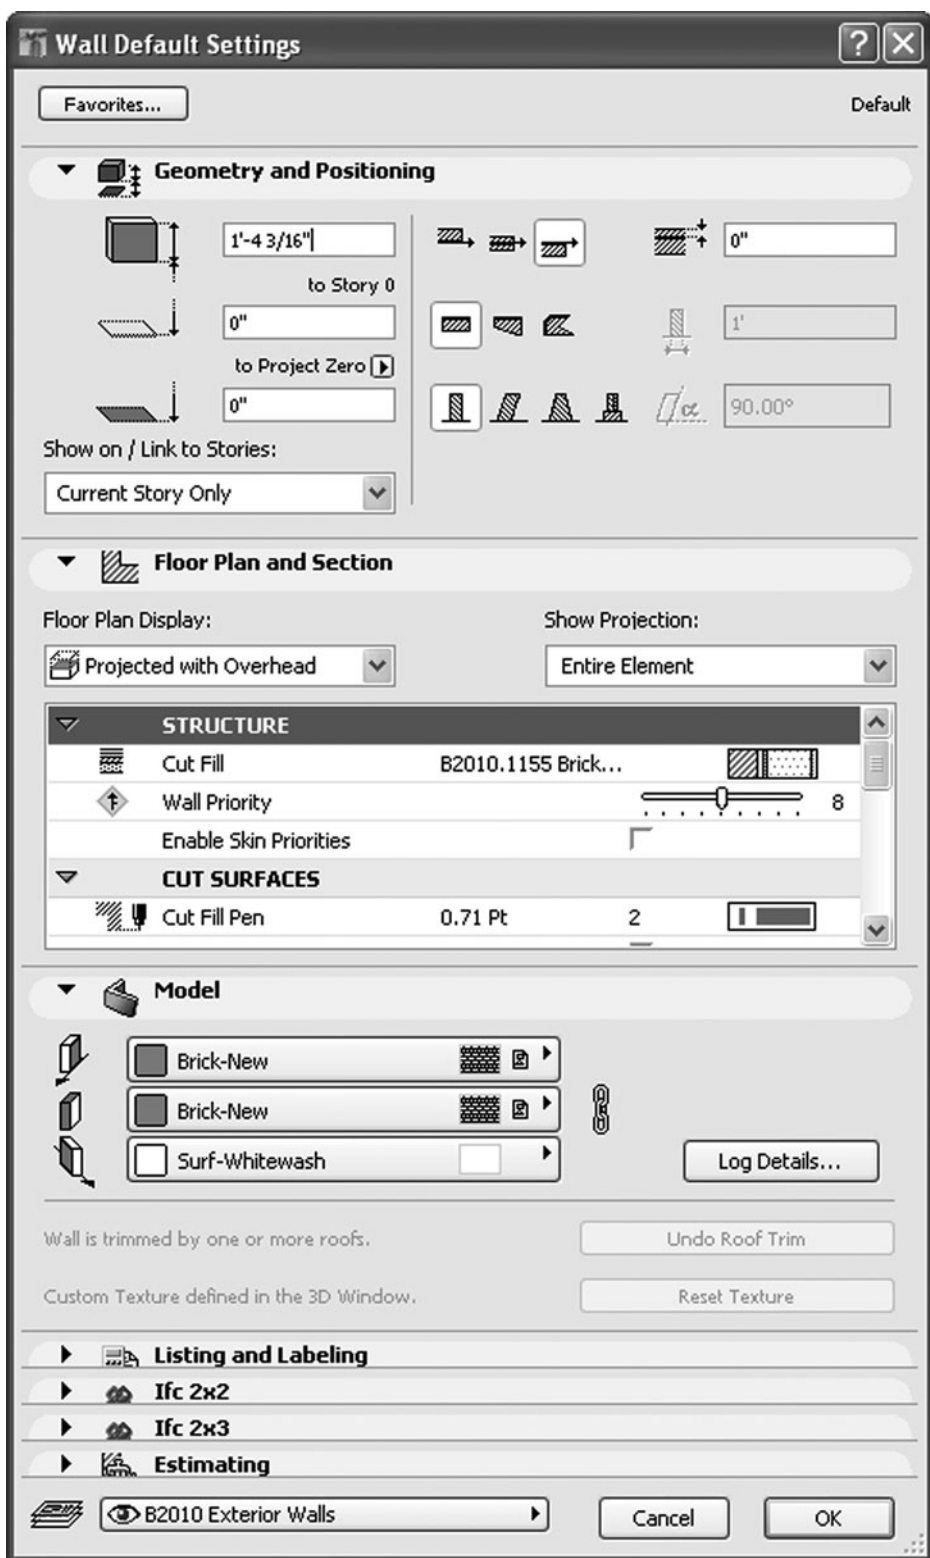 Wall Default Settings
Favorites...
Default
Geometry and Positioning
1'-4 3/16"
0"
to Story 0
0"
1'
to Project Zero
0"
α
90.00°
Show on / Link to Stories:
Current Story Only
Floor Plan and Section
Floor Plan Display:
Show Projection:
Projected with Overhead
Entire Element
STRUCTURE
Cut Fill B2010.1155 Brick...
Wall Priority 8
Enable Skin Priorities
CUT SURFACES
Cut Fill Pen 0.71 Pt 2
Model
Brick-New
Brick-New
Surf-Whitewash
Log Details...
Wall is trimmed by one or more roofs.
Undo Roof Trim
Custom Texture defined in the 3D Window.
Reset Texture
Listing and Labeling
Ifc 2x2
Ifc 2x3
Estimating
B2010 Exterior Walls
Cancel
OK